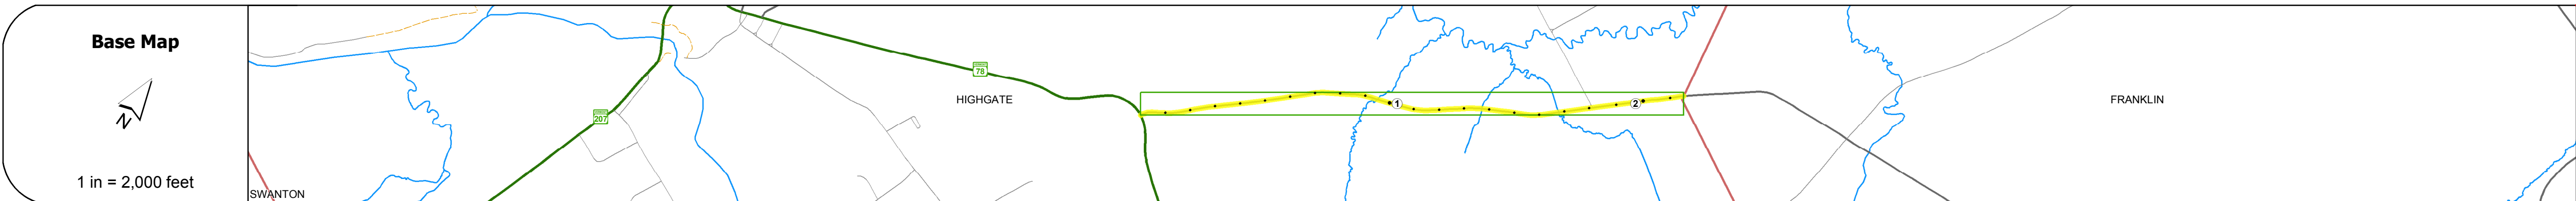 Base Map
N
1 in = 2,000 feet
SWANTON
207
78
HIGHGATE
1
2
FRANKLIN